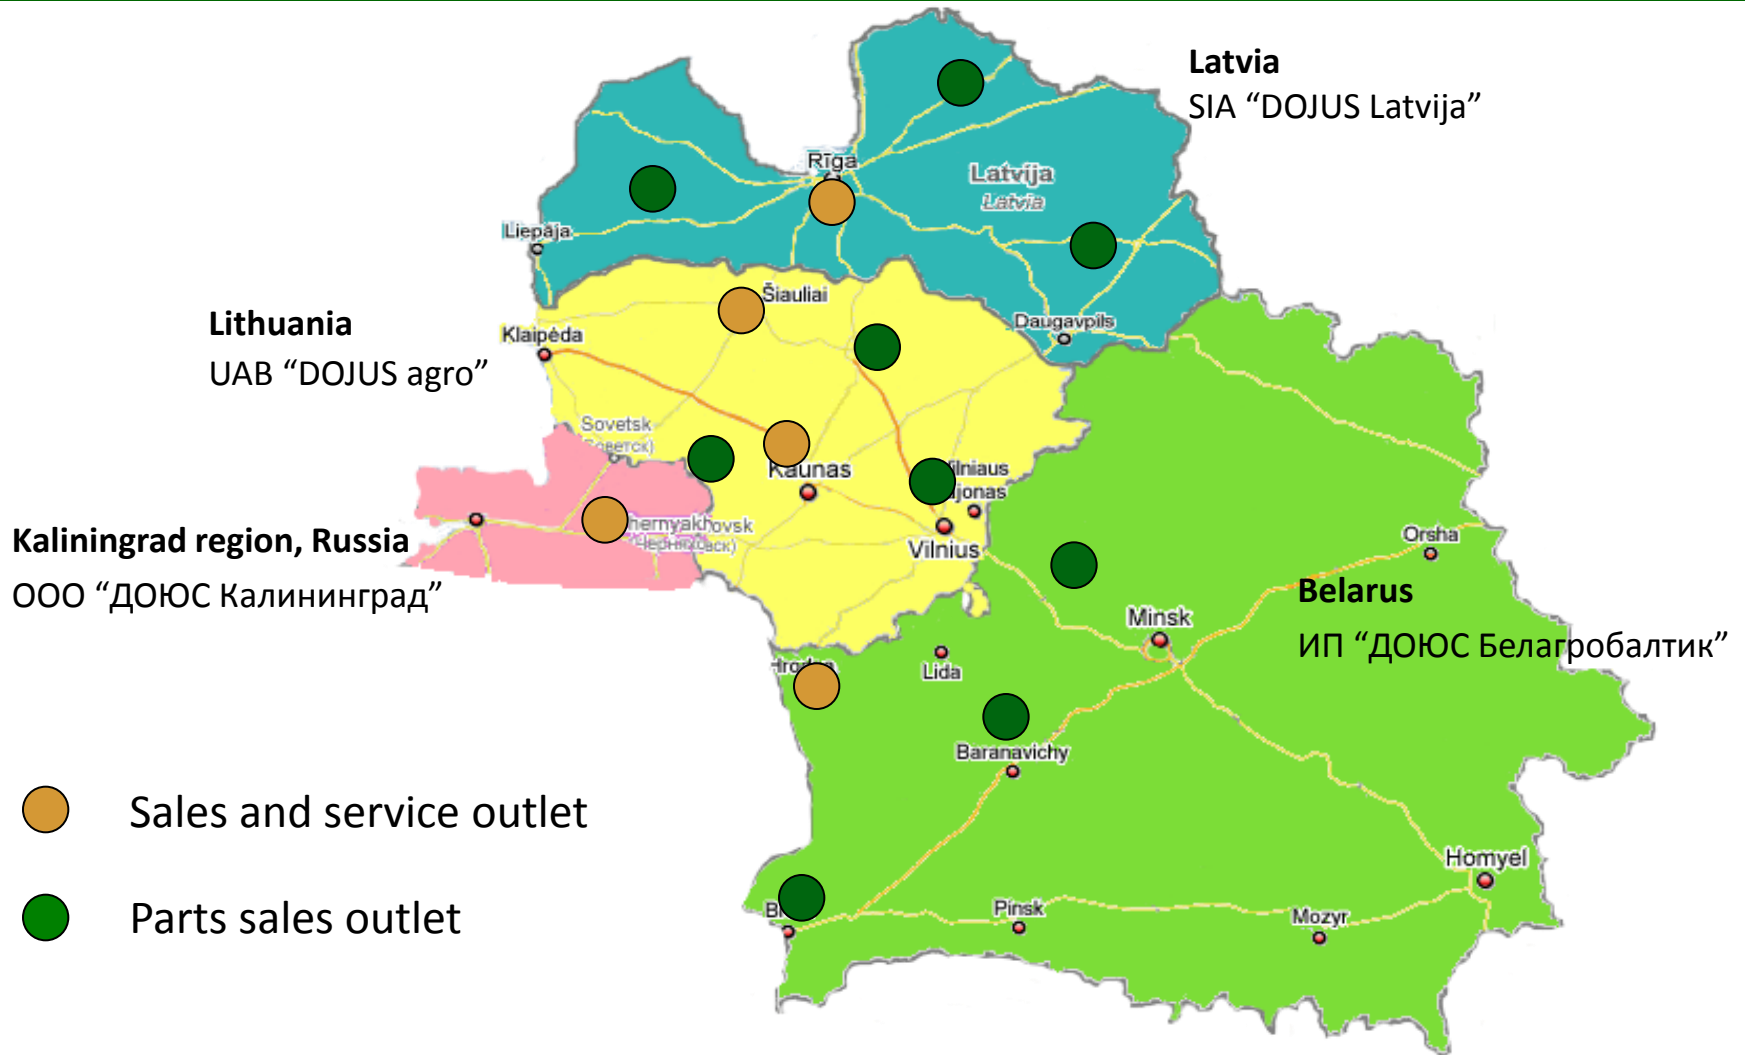 Latvia
SIA “DOJUS Latvija”
Rīga
Latvija
Latvia
Liepāja
Šiauliai
Lithuania
UAB “DOJUS agro”
Klaipėda
Daugavpils
Sovetsk
Kaunas
Vilnius
Kaliningrad region, Russia
ООО “ДОЮС Калининград”
Orsha
Belarus
ИП “ДОЮС Белагробалтик”
Minsk
Lida
Baranavichy
Sales and service outlet
Homyel
Parts sales outlet
Pinsk
Mozyr